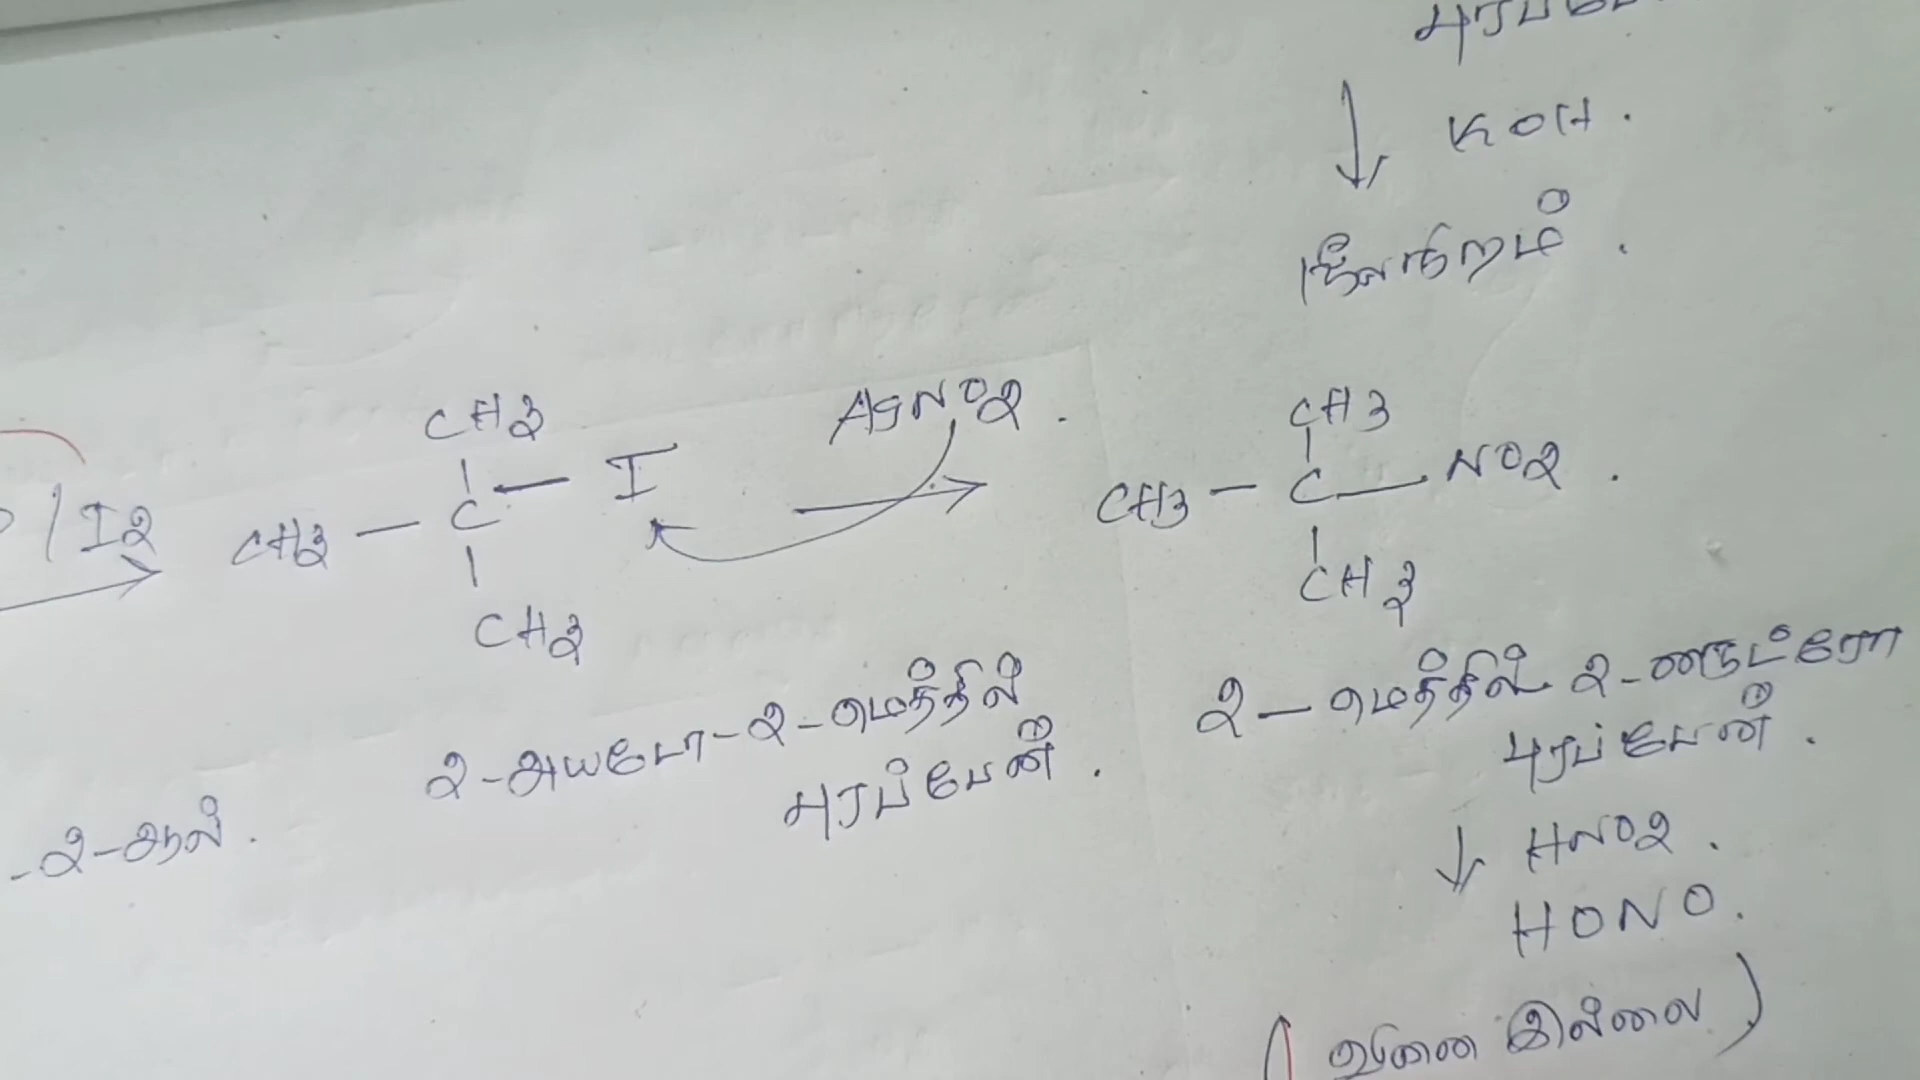 KOH.
நீலநிறம்.
CH3
AgNO2.
CH3
/I2
CH3 — C — I
CH3 — C — NO2.
CH3
CH3
2-அயடோ-2-மெத்தில்
புரப்பேன்.
2-மெத்தில் 2-நைட்ரோ
புரப்பேன்.
-2-ஆல்.
HNO2.
HONO.
(வினை இல்லை)